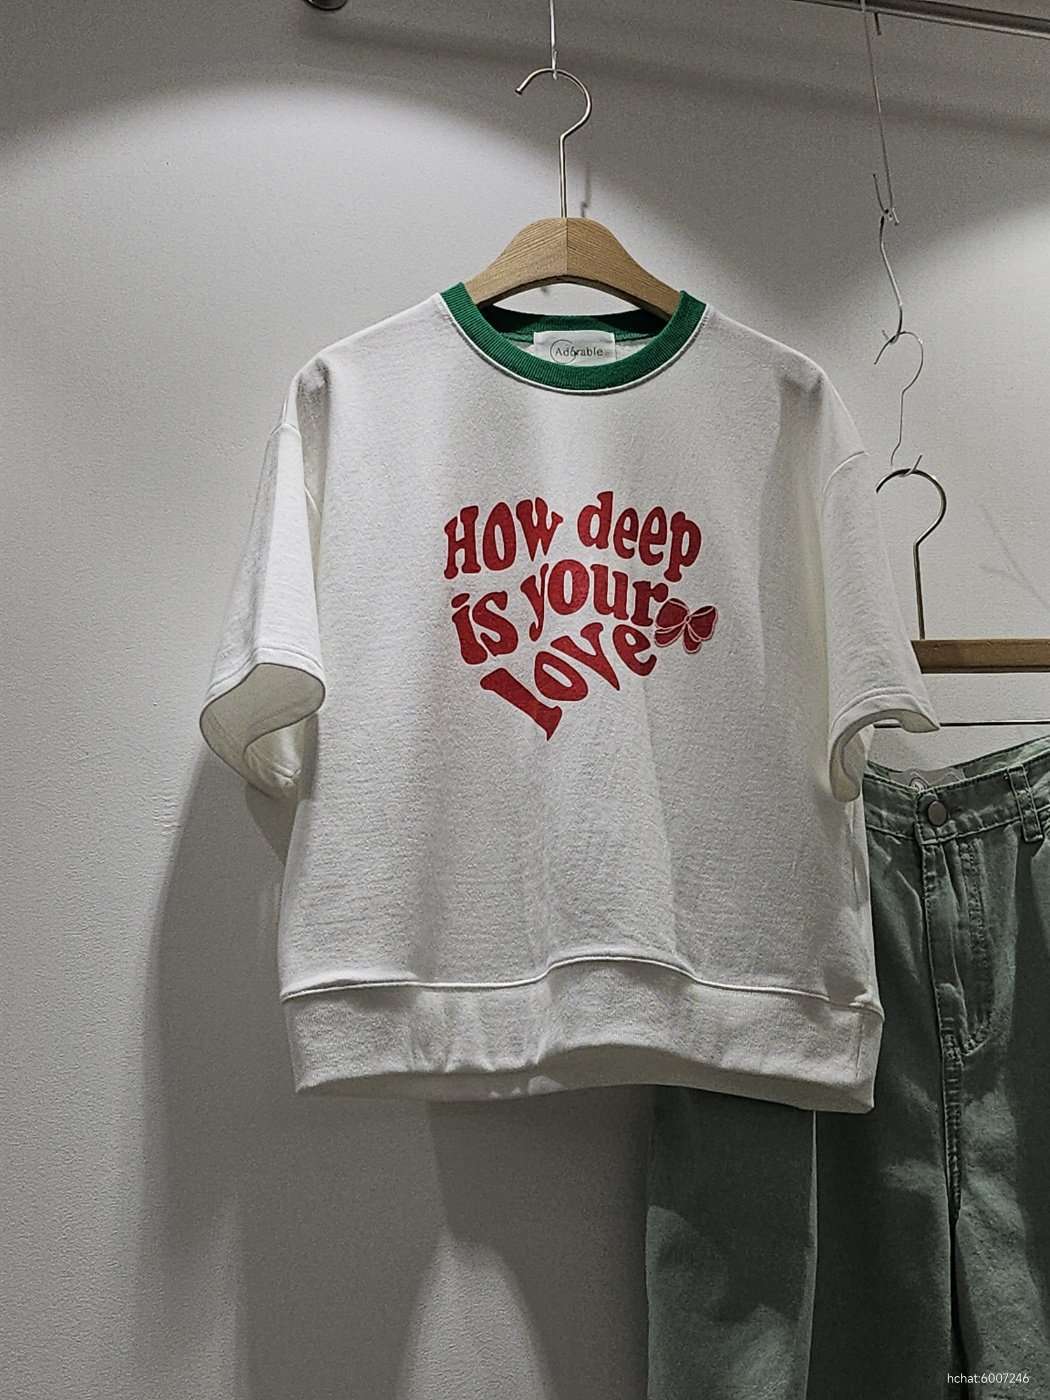 Adorable
How deep
is your
love
hchat:6007246